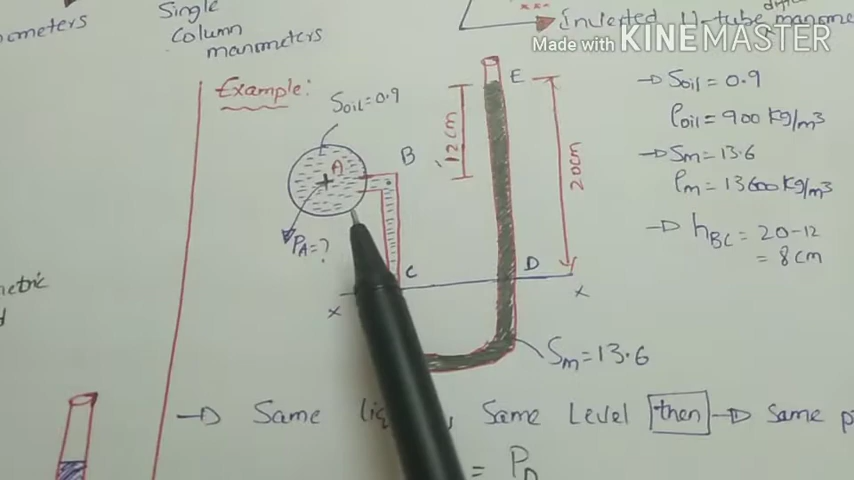 ometers
Single
Column
manometers
Inverted U-tube manome
Made with KINEMASTER
Example:
Soil=0.9
A
B
PA=?
C
x
12cm
E
20cm
D
x
Sm=13.6
→ Soil = 0.9
ρoil = 900 kg/m³
→ Sm = 13.6
ρm = 13600 kg/m³
→ hBC = 20-12
= 8 cm
metric
→ Same , Same Level then → Same p
= PD